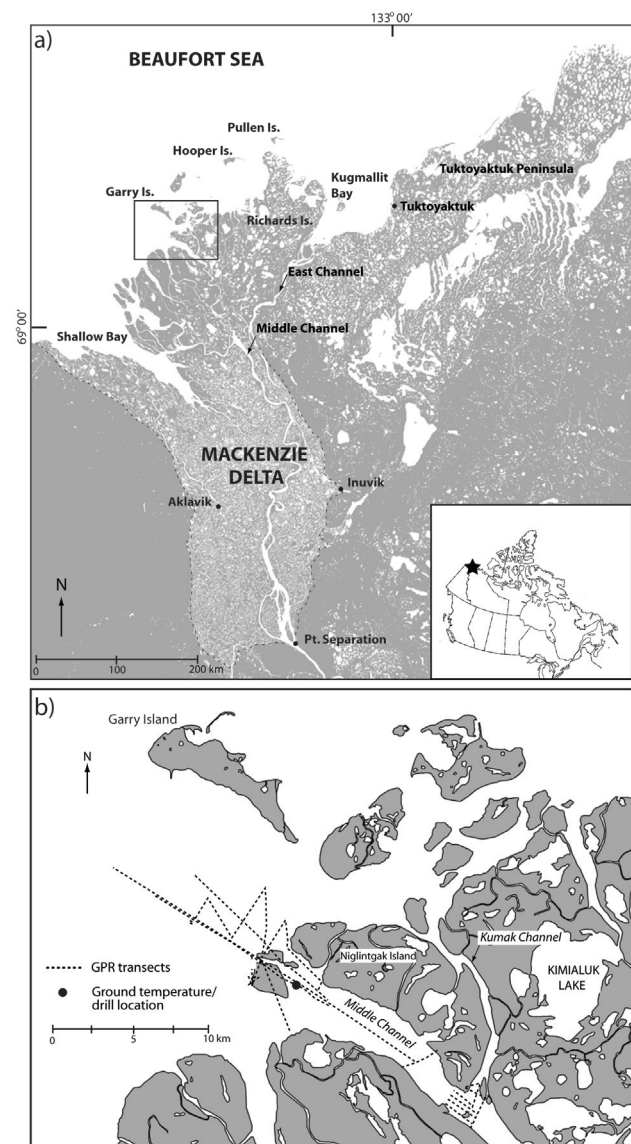 133° 00'
a)
BEAUFORT SEA
Pullen Is.
Hooper Is.
Kugmallit
Bay
Tuktoyaktuk Peninsula
Garry Is.
Tuktoyaktuk
Richards Is.
East Channel
69° 00'
Middle Channel
Shallow Bay
MACKENZIE
DELTA
Inuvik
Aklavik
N
Pt. Separation
0 100 200 km
b)
Garry Island
N
Kumak Channel
Niglintgak Island
GPR transects
KIMIALUK
LAKE
Ground temperature/
drill location
Middle Channel
0 5 10 km